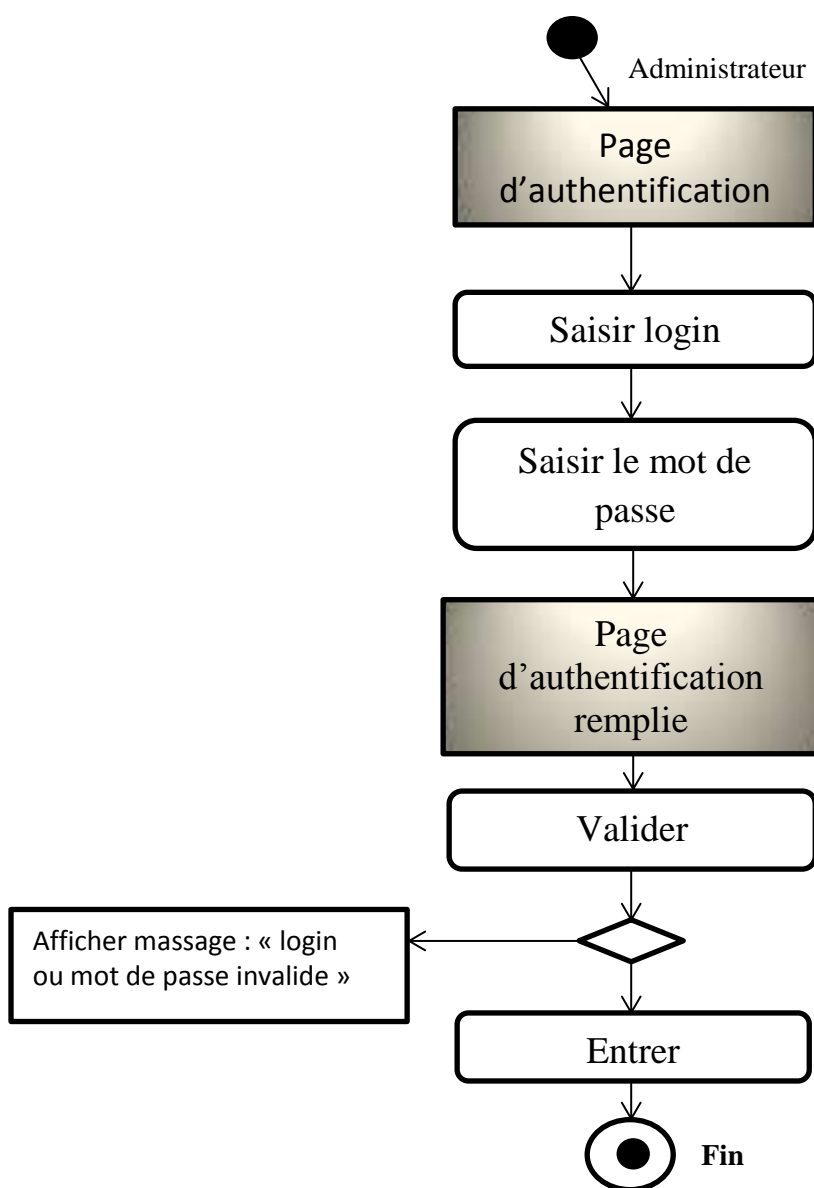 Administrateur
Page
d’authentification
Saisir login
Saisir le mot de
passe
Page
d’authentification
remplie
Valider
Afficher massage : « login
ou mot de passe invalide »
Entrer
Fin